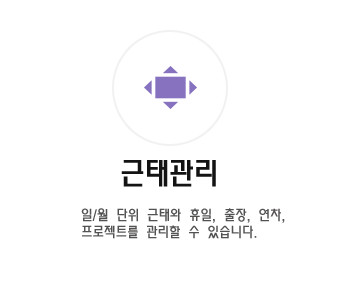 근태관리
일/월 단위 근태와 휴일, 출장, 연차,
프로젝트를 관리할 수 있습니다.